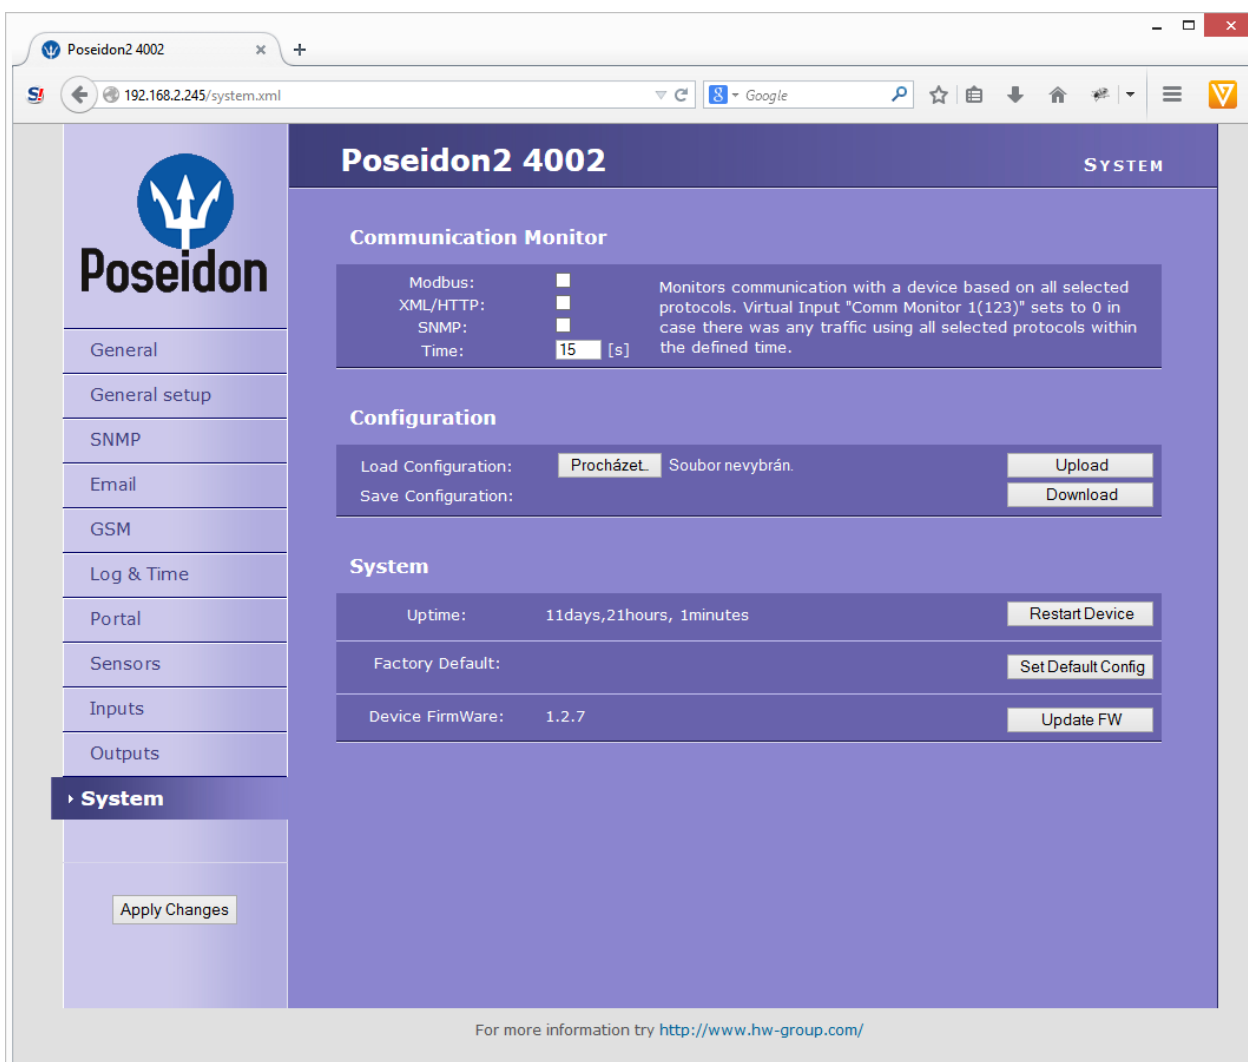 Poseidon2 4002
192.168.2.245/system.xml
Google
Poseidon
Poseidon2 4002
SYSTEM
General
General setup
SNMP
Email
GSM
Log & Time
Portal
Sensors
Inputs
Outputs
System
Apply Changes
Communication Monitor
Modbus:
XML/HTTP:
SNMP:
Time: 15 [s]
Monitors communication with a device based on all selected
protocols. Virtual Input "Comm Monitor 1(123)" sets to 0 in
case there was any traffic using all selected protocols within
the defined time.
Configuration
Load Configuration: Procházet.. Soubor nevybrán. Upload
Save Configuration: Download
System
Uptime: 11days,21hours, 1minutes Restart Device
Factory Default: Set Default Config
Device FirmWare: 1.2.7 Update FW
For more information try http://www.hw-group.com/